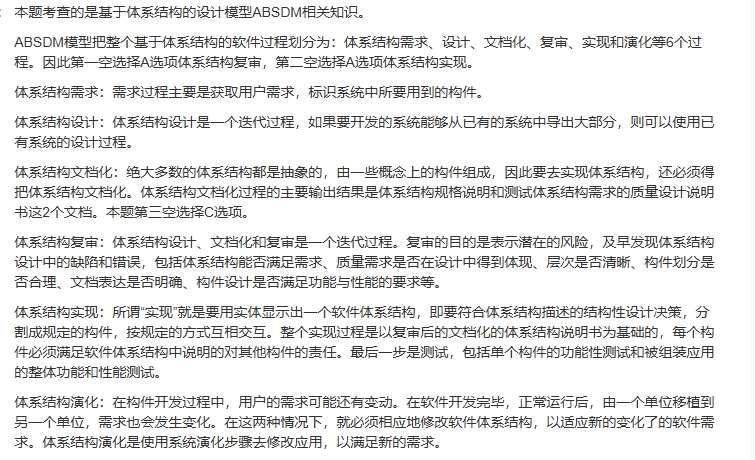 ：本题考查的是基于体系结构的设计模型ABSDM相关知识。
ABSDM模型把整个基于体系结构的软件过程划分为：体系结构需求、设计、文档化、复审、实现和演化等6个过
程。因此第一空选择A选项体系结构复审，第二空选择A选项体系结构实现。
体系结构需求：需求过程主要是获取用户需求，标识系统中所要用到的构件。
体系结构设计：体系结构设计是一个迭代过程，如果要开发的系统能够从已有的系统中导出大部分，则可以使用已
有系统的设计过程。
体系结构文档化：绝大多数的体系结构都是抽象的，由一些概念上的构件组成，因此要去实现体系结构，还必须得
把体系结构文档化。体系结构文档化过程的主要输出结果是体系结构规格说明和测试体系结构需求的质量设计说明
书这2个文档。本题第三空选择C选项。
体系结构复审：体系结构设计、文档化和复审是一个迭代过程。复审的目的是表示潜在的风险，及早发现体系结构
设计中的缺陷和错误，包括体系结构能否满足需求、质量需求是否在设计中得到体现、层次是否清晰、构件划分是
否合理、文档表达是否明确、构件设计是否满足功能与性能的要求等。
体系结构实现：所谓“实现”就是要用实体显示出一个软件体系结构，即要符合体系结构描述的结构性设计决策，分
割成规定的构件，按规定的方式互相交互。整个实现过程是以复审后的文档化的体系结构说明书为基础的，每个构
件必须满足软件体系结构中说明的对其他构件的责任。最后一步是测试，包括单个构件的功能性测试和被组装应用
的整体功能和性能测试。
体系结构演化：在构件开发过程中，用户的需求可能还有变动。在软件开发完毕，正常运行后，由一个单位移植到
另一个单位，需求也会发生变化。在这两种情况下，就必须相应地修改软件体系结构，以适应新的变化了的软件需
求。体系结构演化是使用系统演化步骤去修改应用，以满足新的需求。